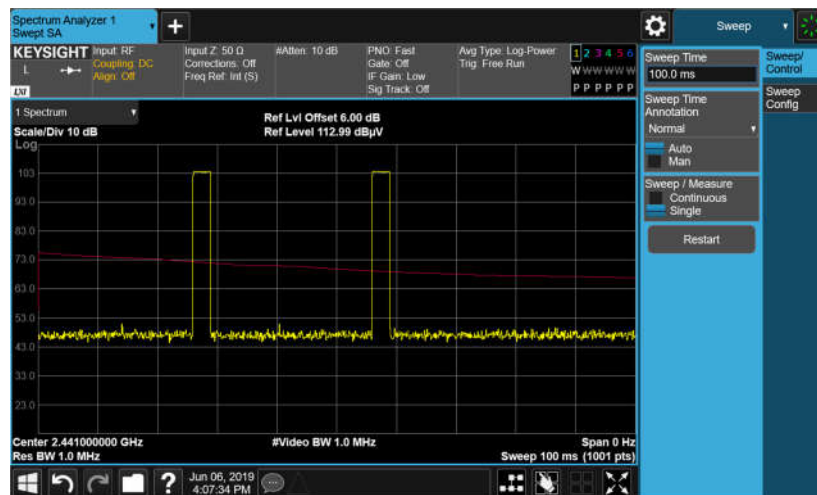 Spectrum Analyzer 1
Swept SA
+
Sweep
KEYSIGHT
L
LXI
Input: RF
Coupling: DC
Align: Off
Input Z: 50 Ω
Corrections: Off
Freq Ref: Int (S)
#Atten: 10 dB
PNO: Fast
Gate: Off
IF Gain: Low
Sig Track: Off
Avg Type: Log-Power
Trig: Free Run
1 2 3 4 5 6
W W W W W W
P P P P P P
1 Spectrum
Scale/Div 10 dB
Ref Lvl Offset 6.00 dB
Ref Level 112.99 dBµV
Log
103
93.0
83.0
73.0
63.0
53.0
43.0
33.0
23.0
Center 2.441000000 GHz
Res BW 1.0 MHz
#Video BW 1.0 MHz
Span 0 Hz
Sweep 100 ms (1001 pts)
Sweep Time
100.0 ms
Sweep Time
Annotation
Normal
Auto
Man
Sweep / Measure
Continuous
Single
Restart
Sweep/
Control
Sweep
Config
?
Jun 06, 2019
4:07:34 PM